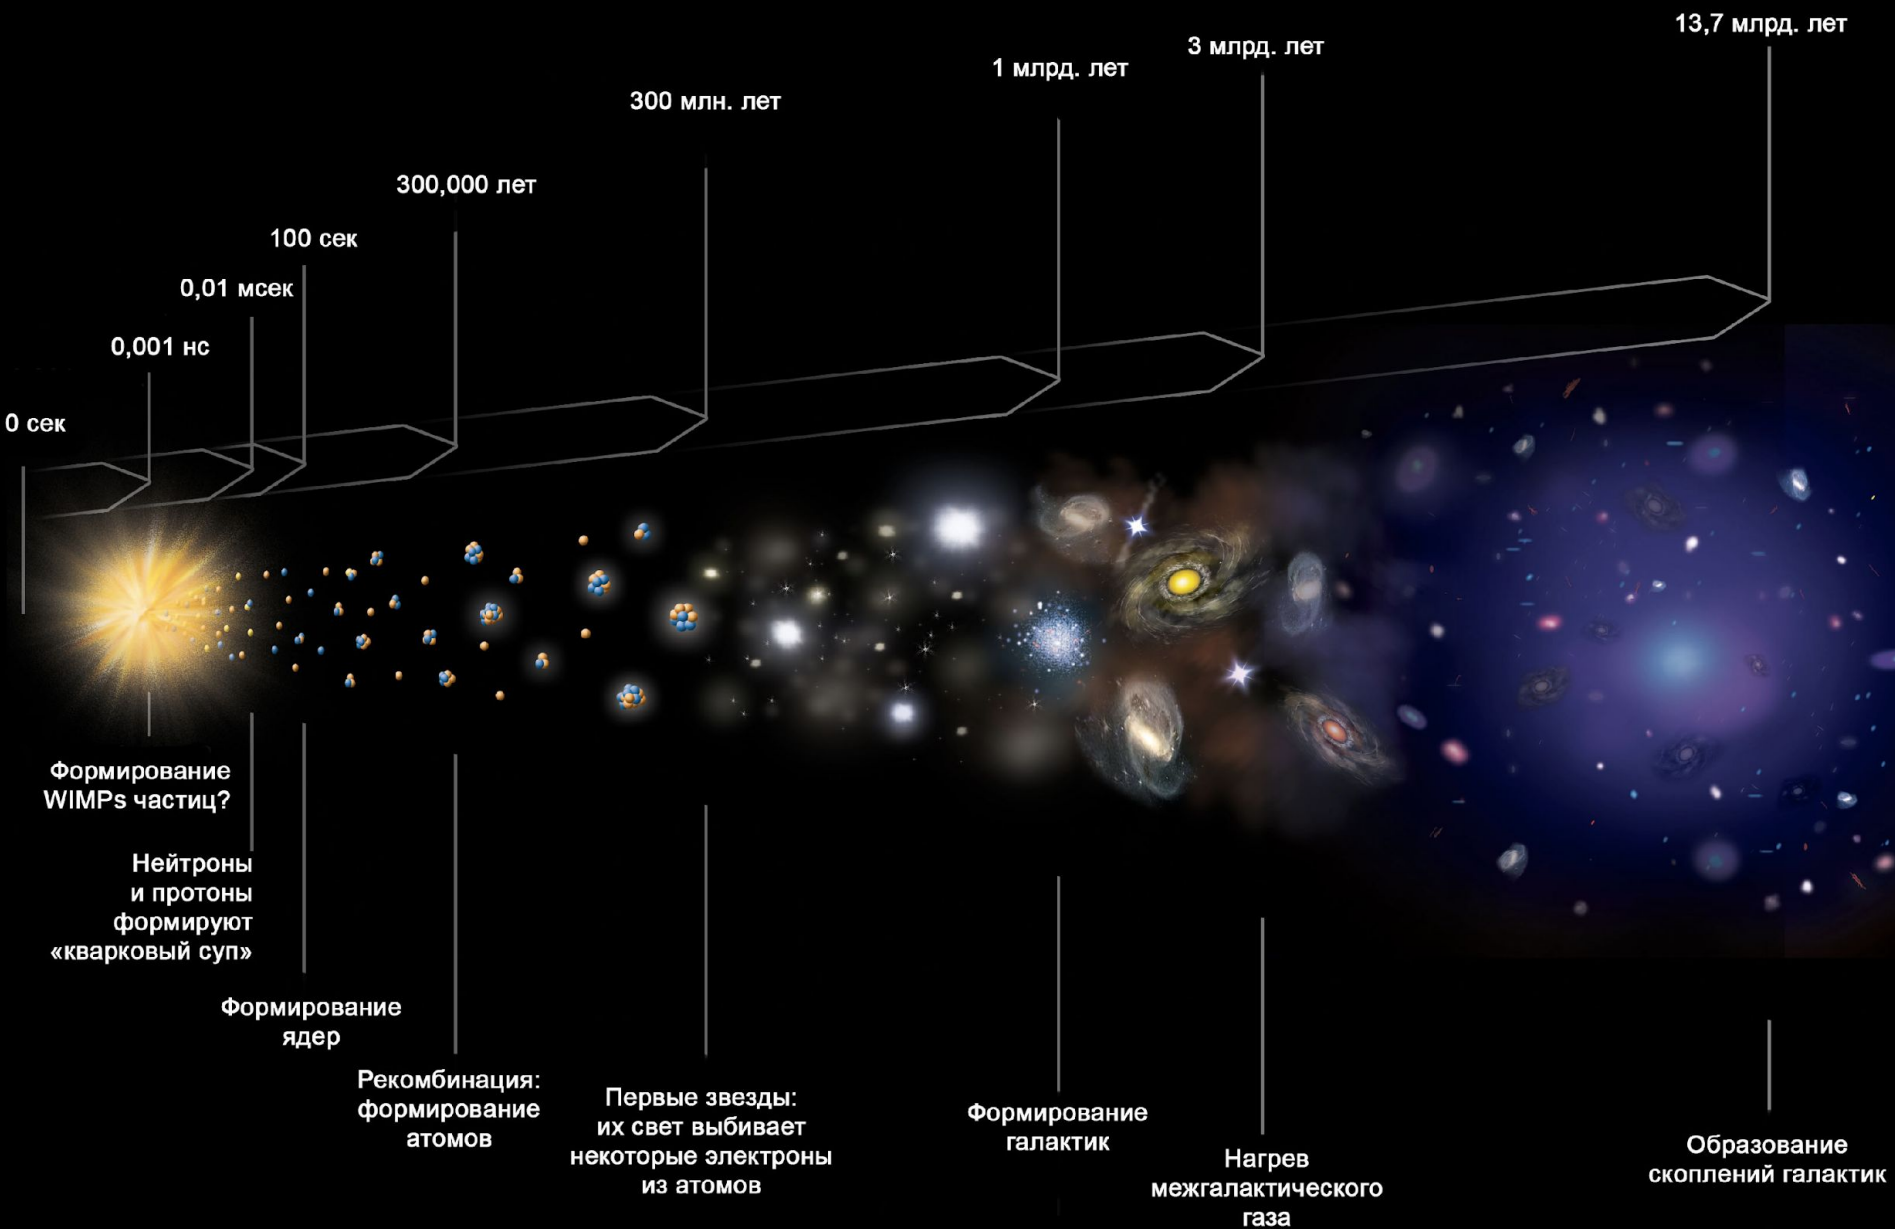 0 сек
0,001 нс
0,01 мсек
100 сек
300,000 лет
300 млн. лет
1 млрд. лет
3 млрд. лет
13,7 млрд. лет
Формирование
WIMPs частиц?
Нейтроны
и протоны
формируют
«кварковый суп»
Формирование
ядер
Рекомбинация:
формирование
атомов
Первые звезды:
их свет выбивает
некоторые электроны
из атомов
Формирование
галактик
Нагрев
межгалактического
газа
Образование
скоплений галактик